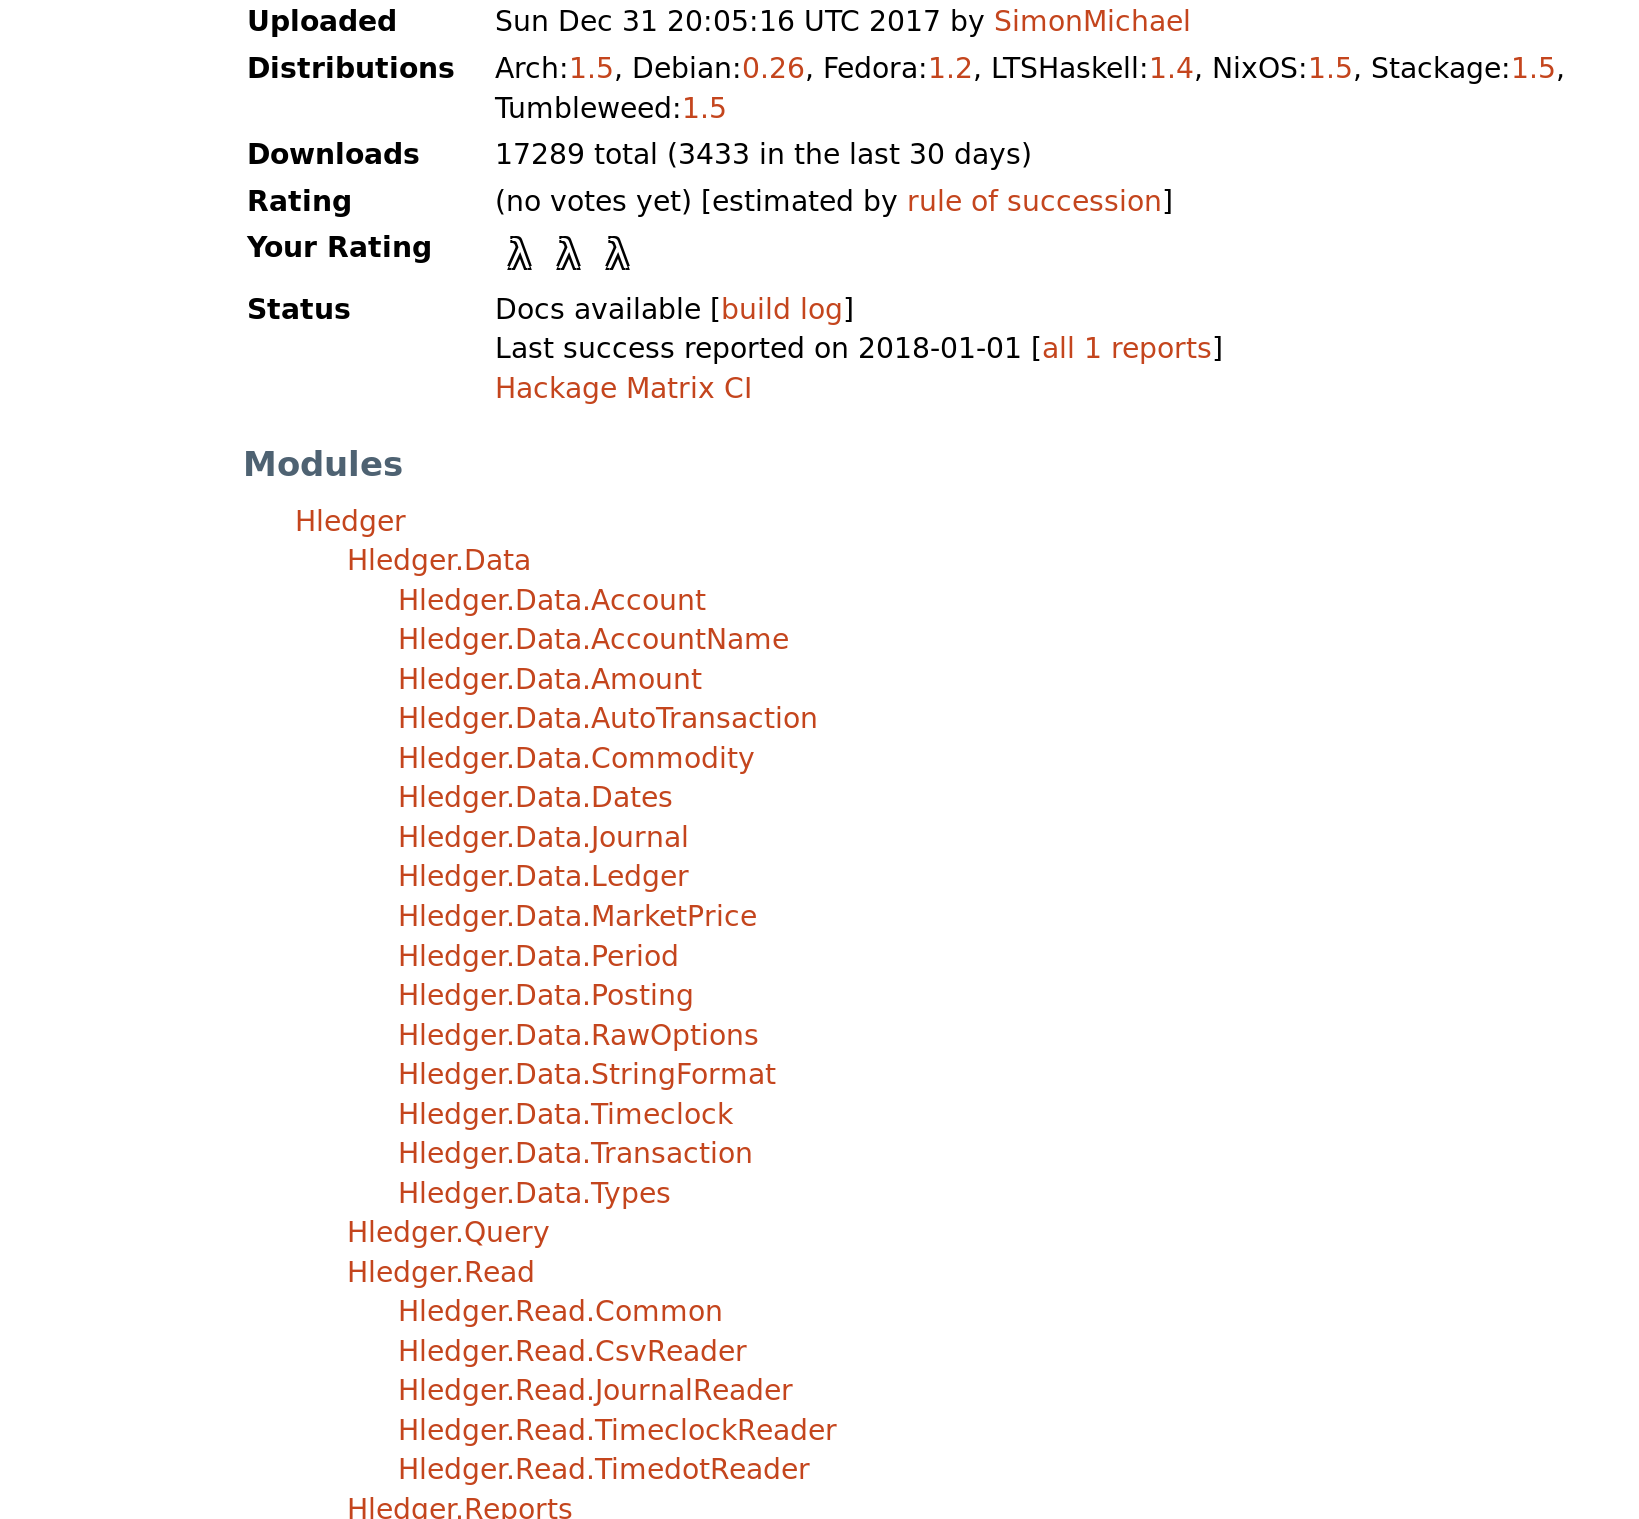 Uploaded Sun Dec 31 20:05:16 UTC 2017 by SimonMichael
Distributions Arch:1.5, Debian:0.26, Fedora:1.2, LTSHaskell:1.4, NixOS:1.5, Stackage:1.5,
Tumbleweed:1.5
Downloads 17289 total (3433 in the last 30 days)
Rating (no votes yet) [estimated by rule of succession]
Your Rating λ λ λ
Status Docs available [build log]
Last success reported on 2018-01-01 [all 1 reports]
Hackage Matrix CI
Modules
Hledger
Hledger.Data
Hledger.Data.Account
Hledger.Data.AccountName
Hledger.Data.Amount
Hledger.Data.AutoTransaction
Hledger.Data.Commodity
Hledger.Data.Dates
Hledger.Data.Journal
Hledger.Data.Ledger
Hledger.Data.MarketPrice
Hledger.Data.Period
Hledger.Data.Posting
Hledger.Data.RawOptions
Hledger.Data.StringFormat
Hledger.Data.Timeclock
Hledger.Data.Transaction
Hledger.Data.Types
Hledger.Query
Hledger.Read
Hledger.Read.Common
Hledger.Read.CsvReader
Hledger.Read.JournalReader
Hledger.Read.TimeclockReader
Hledger.Read.TimedotReader
Hledger.Reports